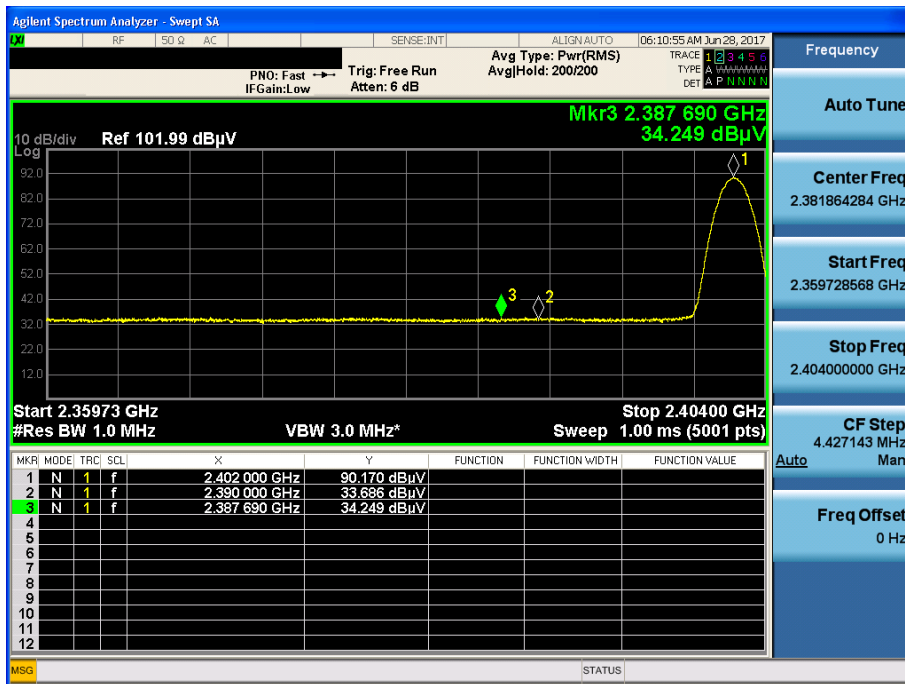 Agilent Spectrum Analyzer - Swept SA
LXI RF 50 Ω AC SENSE:INT ALIGN AUTO 06:10:55 AM Jun 28, 2017
PNO: Fast Trig: Free Run Avg Type: Pwr(RMS) TRACE 1 2 3 4 5 6
IFGain:Low Atten: 6 dB Avg|Hold: 200/200 TYPE A WWWWW
DET A P N N N N
Mkr3 2.387 690 GHz
34.249 dBµV
10 dB/div Ref 101.99 dBµV
Log
92.0
82.0
72.0
62.0
52.0
42.0
32.0
22.0
12.0
1
3
2
Start 2.35973 GHz Stop 2.40400 GHz
#Res BW 1.0 MHz VBW 3.0 MHz* Sweep 1.00 ms (5001 pts)
MKR MODE TRC SCL X Y FUNCTION FUNCTION WIDTH FUNCTION VALUE
1 N 1 f 2.402 000 GHz 90.170 dBµV
2 N 1 f 2.390 000 GHz 33.686 dBµV
3 N 1 f 2.387 690 GHz 34.249 dBµV
4
5
6
7
8
9
10
11
12
MSG STATUS
Frequency
Auto Tune
Center Freq
2.381864284 GHz
Start Freq
2.359728568 GHz
Stop Freq
2.404000000 GHz
CF Step
4.427143 MHz
Auto Man
Freq Offset
0 Hz